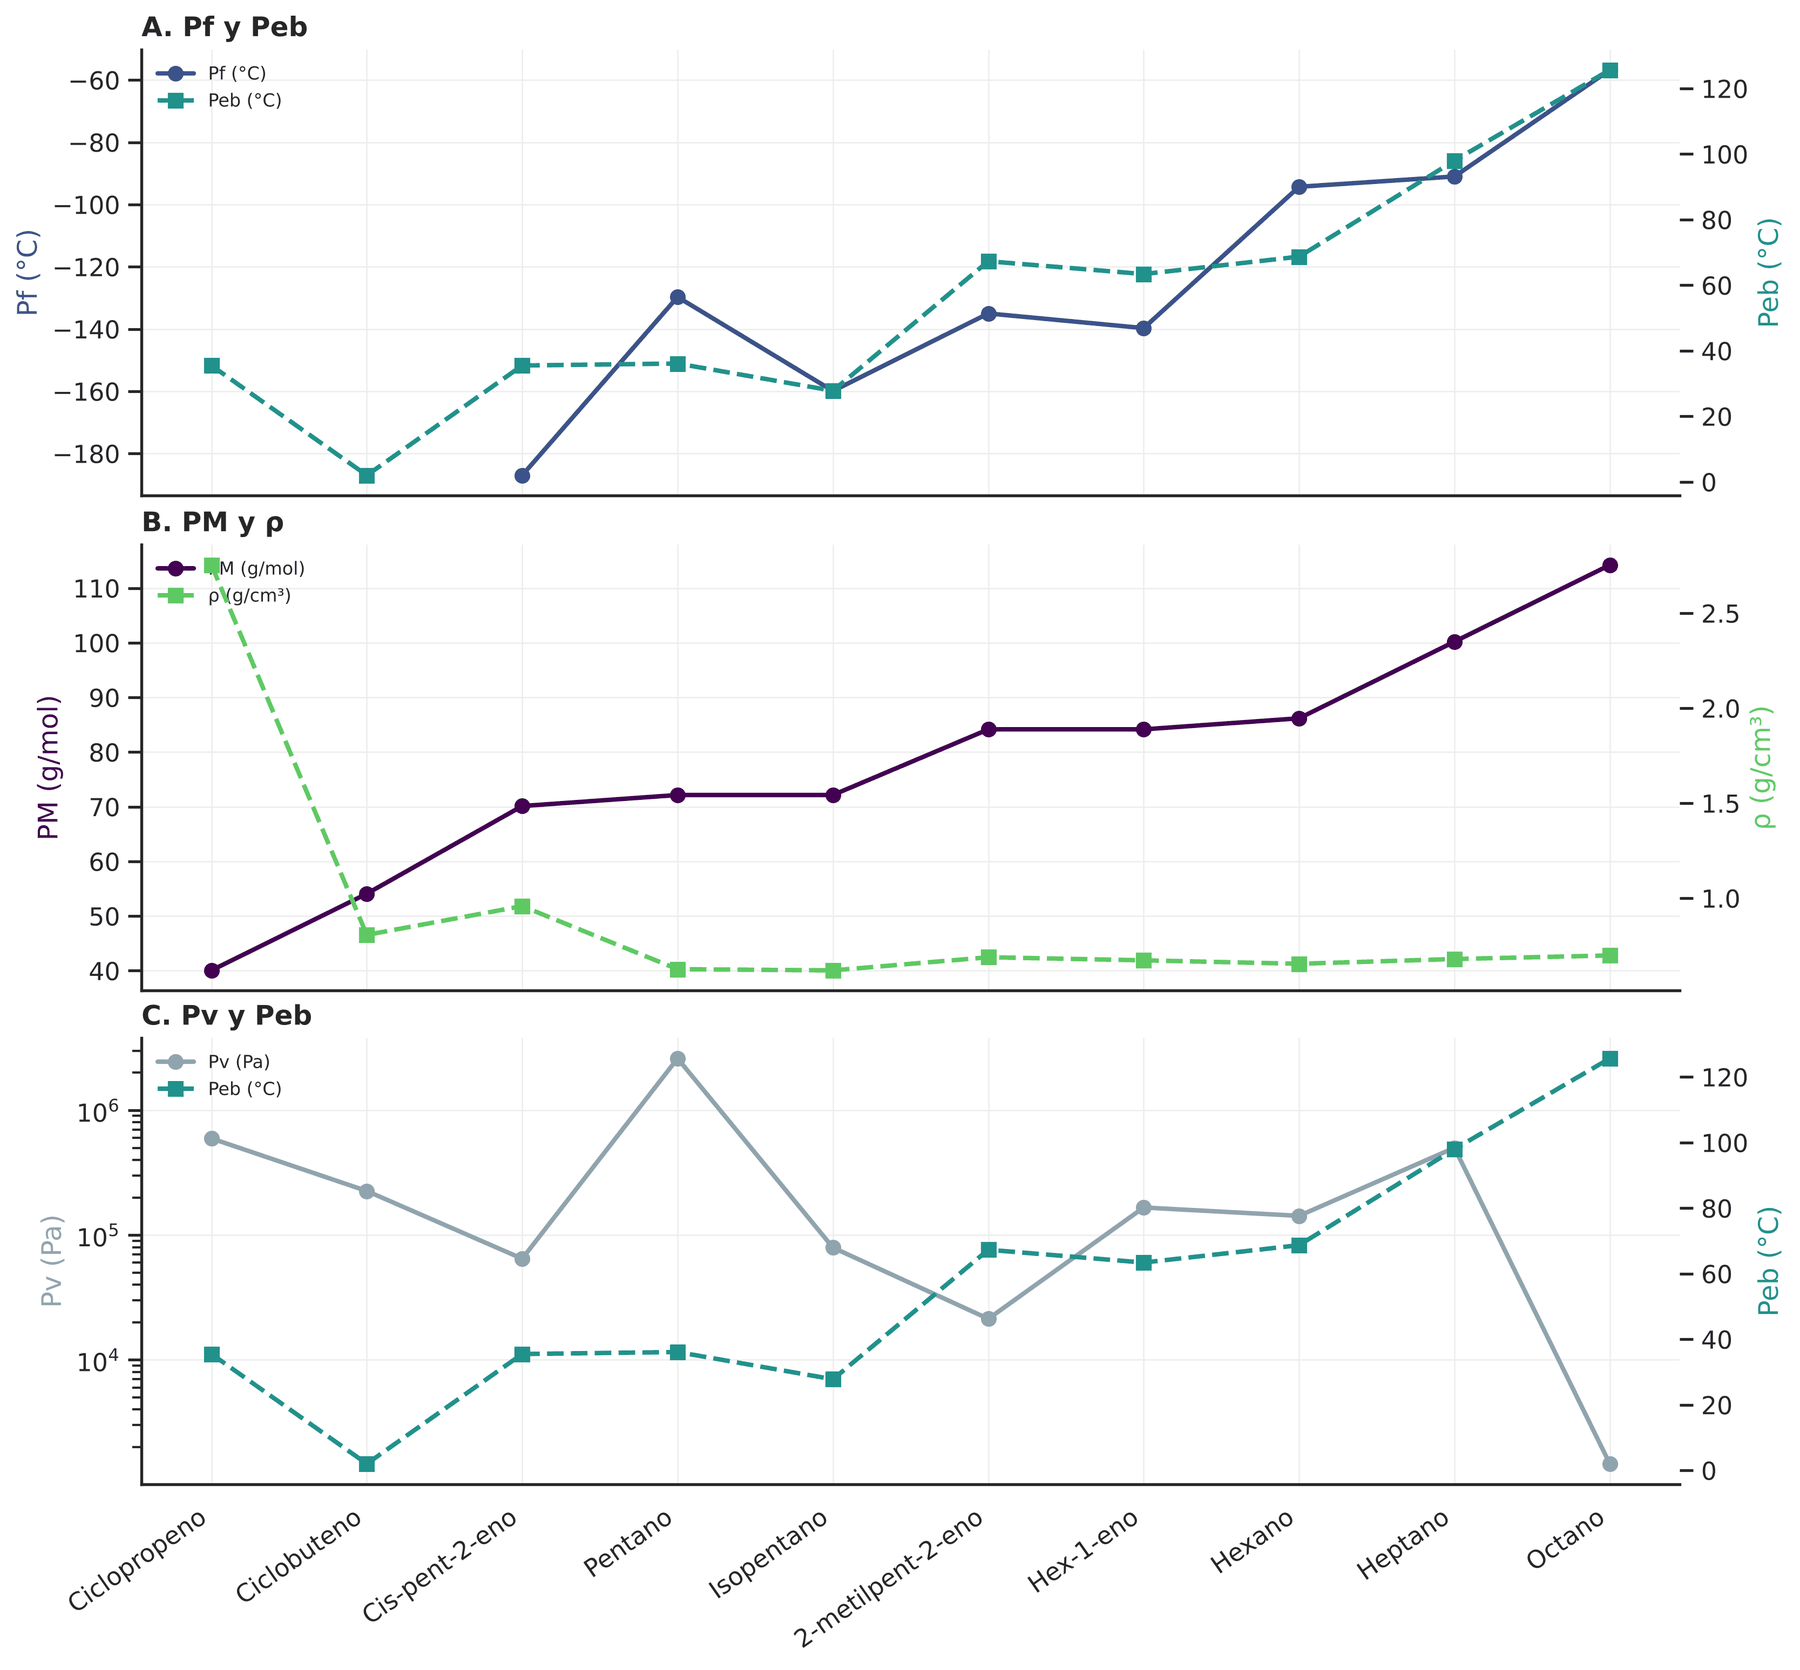 A. Pf y Peb
Pf (°C)
Peb (°C)
−60
−80
−100
−120
−140
−160
−180
Pf (°C)
120
100
80
60
40
20
0
Peb (°C)
B. PM y ρ
PM (g/mol)
ρ (g/cm³)
110
100
90
80
70
60
50
40
PM (g/mol)
2.5
2.0
1.5
1.0
ρ (g/cm³)
C. Pv y Peb
Pv (Pa)
Peb (°C)
10⁶
10⁵
10⁴
Pv (Pa)
120
100
80
60
40
20
0
Peb (°C)
Ciclopropeno
Ciclobuteno
Cis-pent-2-eno
Pentano
Isopentano
2-metilpent-2-eno
Hex-1-eno
Hexano
Heptano
Octano